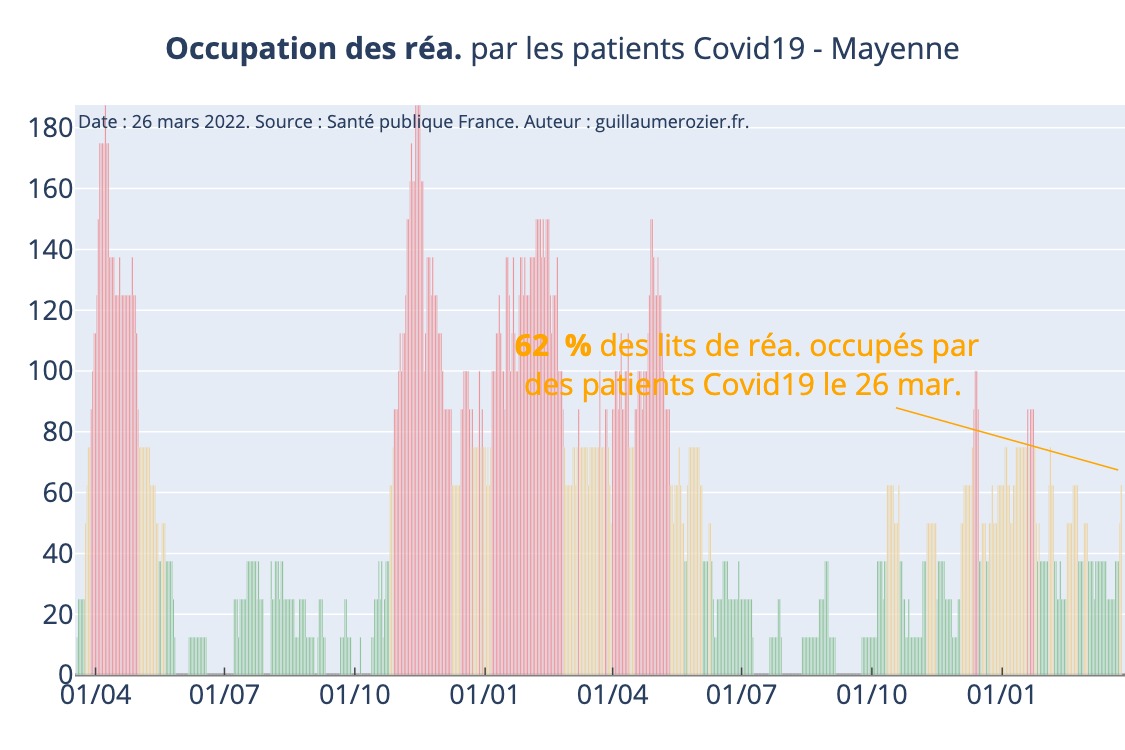 Occupation des réa. par les patients Covid19 - Mayenne
Date : 26 mars 2022. Source : Santé publique France. Auteur : guillaumerozier.fr.
180
160
140
120
100
80
60
40
20
0
62 % des lits de réa. occupés par
des patients Covid19 le 26 mar.
01/04 01/07 01/10 01/01 01/04 01/07 01/10 01/01